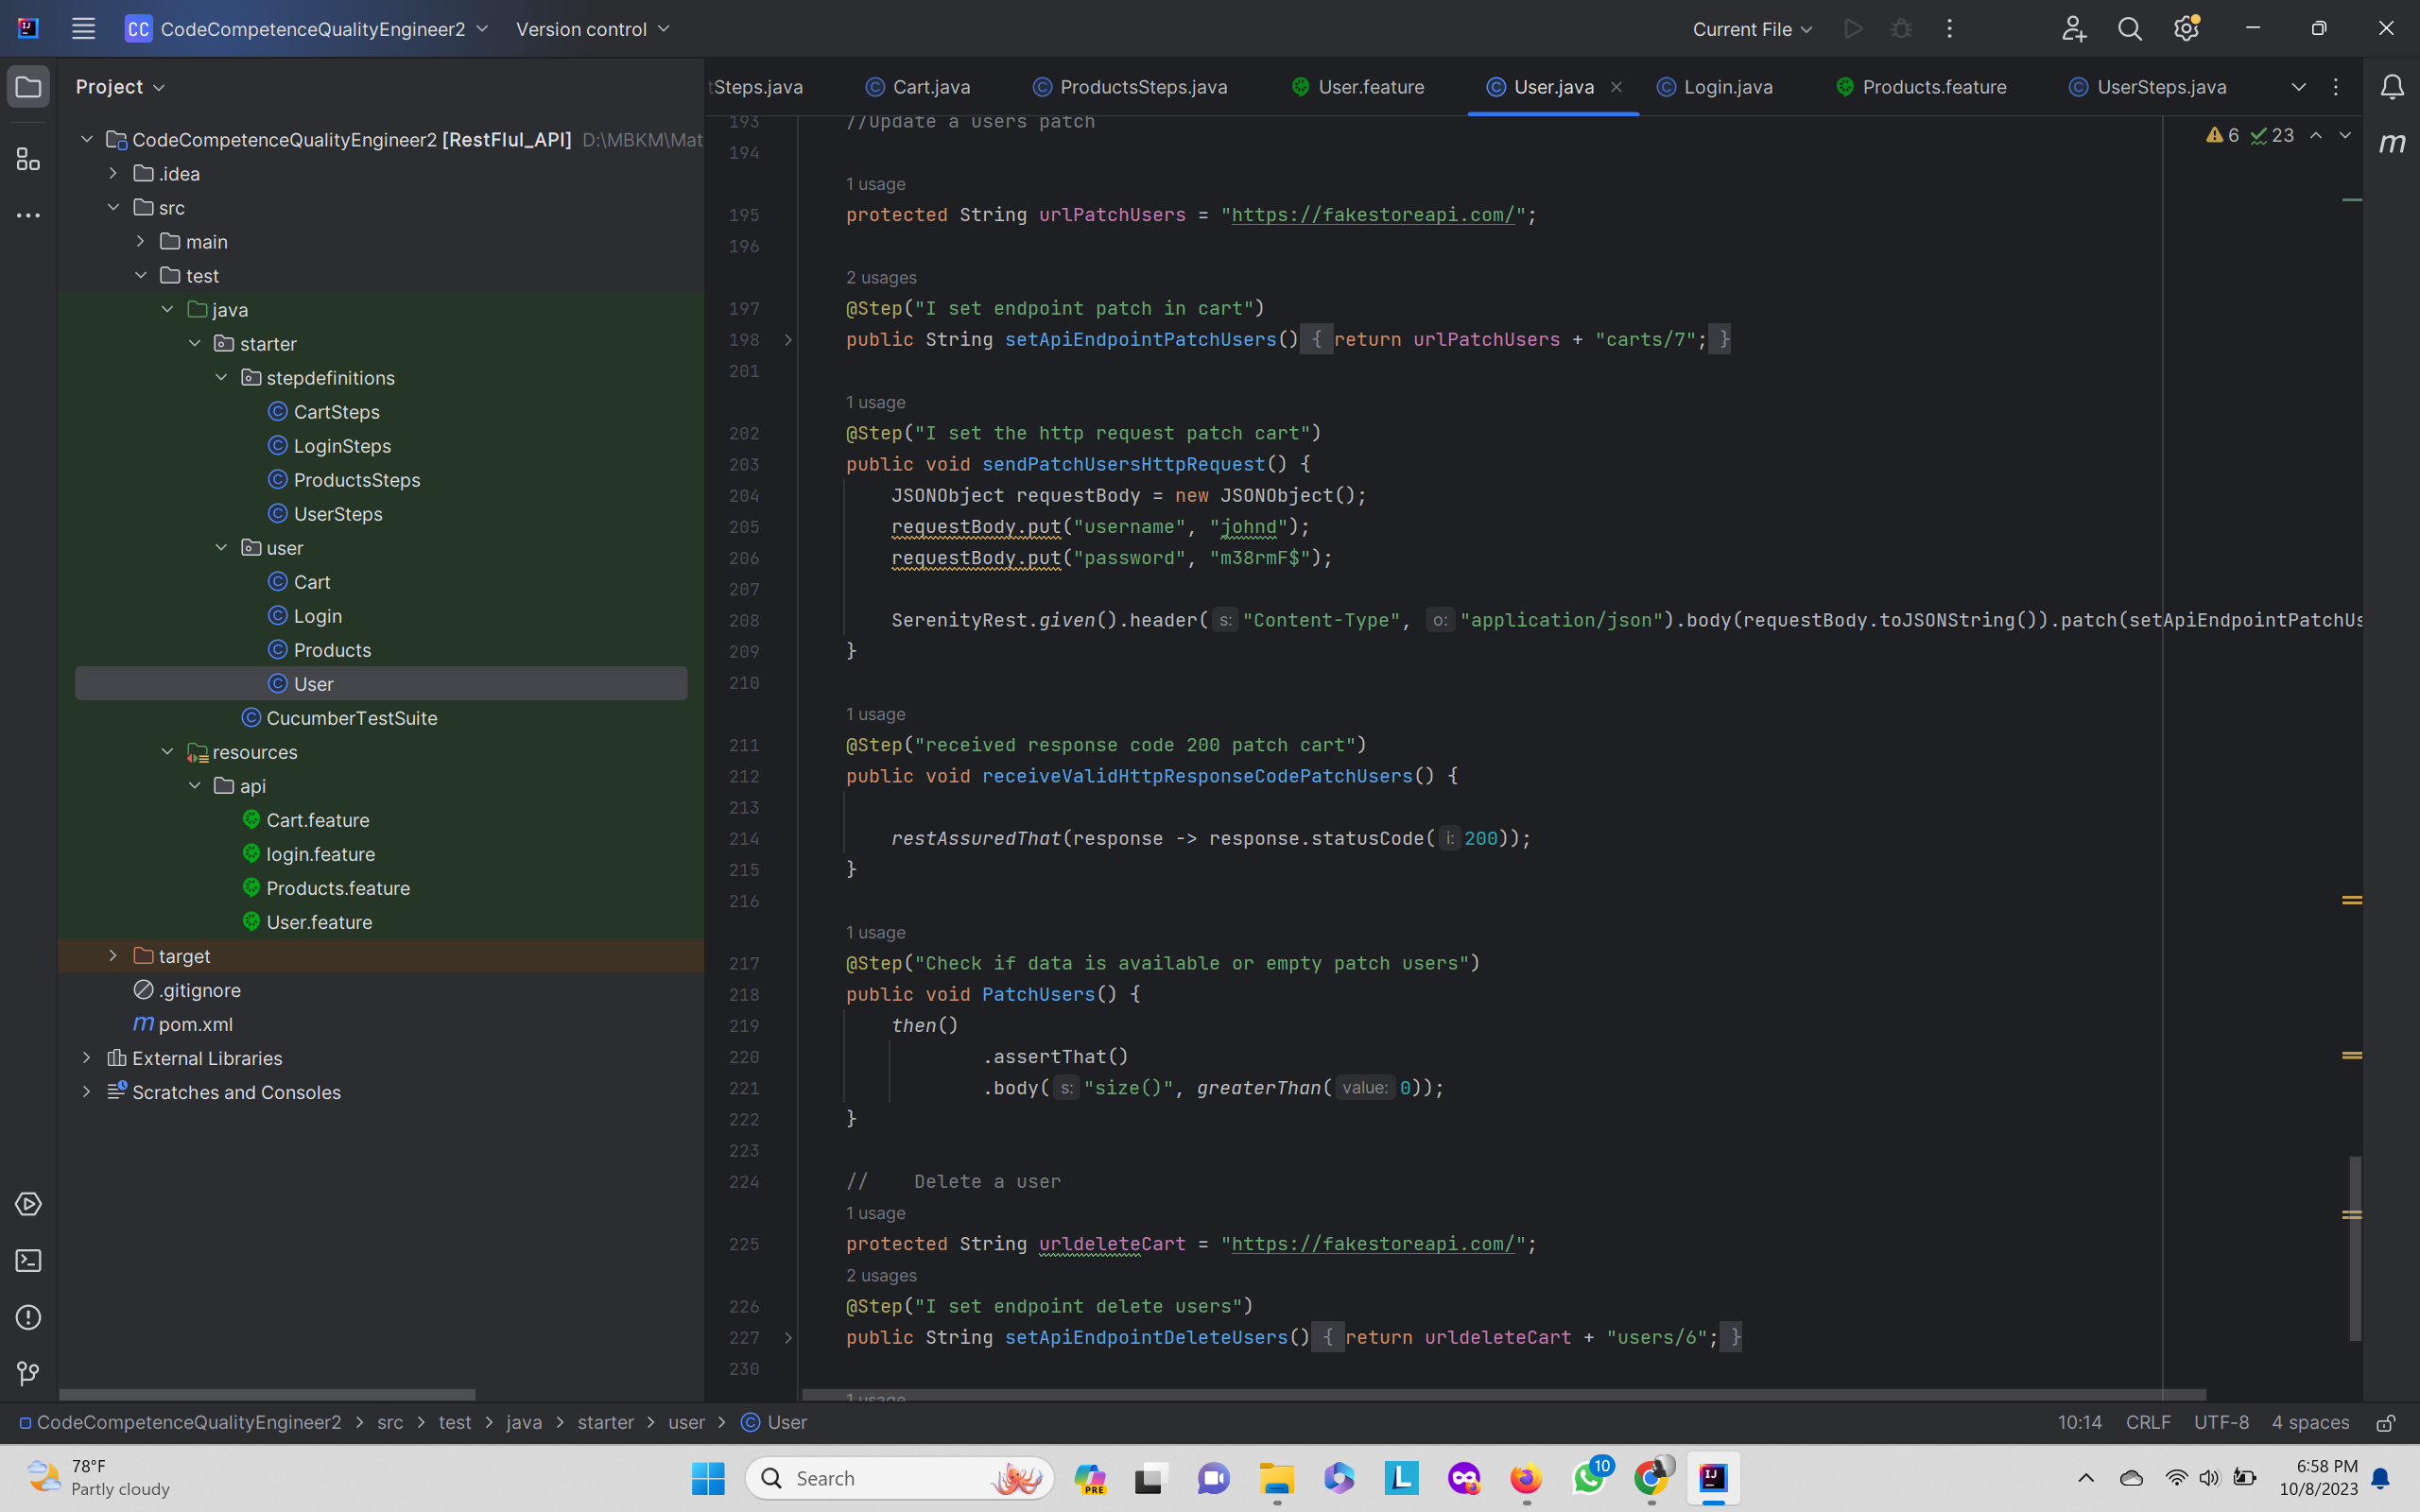 CC CodeCompetenceQualityEngineer2 Version control Current File
Project
tSteps.java Cart.java ProductsSteps.java User.feature User.java Login.java Products.feature UserSteps.java
CodeCompetenceQualityEngineer2 [RestFlul_API] D:\MBKM\Mat
.idea
src
main
test
java
starter
stepdefinitions
CartSteps
LoginSteps
ProductsSteps
UserSteps
user
Cart
Login
Products
User
CucumberTestSuite
resources
api
Cart.feature
login.feature
Products.feature
User.feature
target
.gitignore
m pom.xml
External Libraries
Scratches and Consoles
6 23
m
193 //Update a users patch
194
1 usage
195 protected String urlPatchUsers = "https://fakestoreapi.com/";
196
2 usages
197 @Step("I set endpoint patch in cart")
198 public String setApiEndpointPatchUsers() { return urlPatchUsers + "carts/7"; }
201
1 usage
202 @Step("I set the http request patch cart")
203 public void sendPatchUsersHttpRequest() {
204 JSONObject requestBody = new JSONObject();
205 requestBody.put("username", "johnd");
206 requestBody.put("password", "m38rmF$");
207
208 SerenityRest.given().header( s: "Content-Type", o: "application/json").body(requestBody.toJSONString()).patch(setApiEndpointPatchUs
209 }
210
1 usage
211 @Step("received response code 200 patch cart")
212 public void receiveValidHttpResponseCodePatchUsers() {
213
214 restAssuredThat(response -> response.statusCode( i: 200));
215 }
216
1 usage
217 @Step("Check if data is available or empty patch users")
218 public void PatchUsers() {
219 then()
220 .assertThat()
221 .body( s: "size()", greaterThan( value: 0));
222 }
223
224 // Delete a user
1 usage
225 protected String urldeleteCart = "https://fakestoreapi.com/";
2 usages
226 @Step("I set endpoint delete users")
227 public String setApiEndpointDeleteUsers() { return urldeleteCart + "users/6"; }
230
1 usage
CodeCompetenceQualityEngineer2 > src > test > java > starter > user > User
10:14 CRLF UTF-8 4 spaces
78°F
Partly cloudy
Search
PRE
L
10
IJ
6:58 PM
10/8/2023